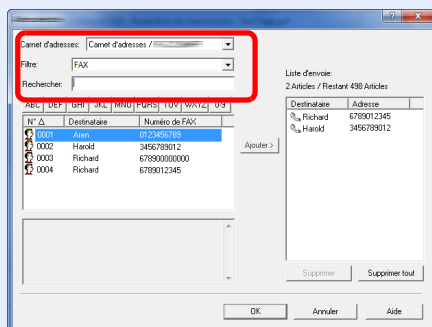 Carnet d'adresses: Carnet d'adresses /
Filtre: FAX
Rechercher:
ABC DEF GHI JKL MNO PQRS TUV WXYZ 0-9
N° Destinataire Numéro de FAX
0001 Aren 0123456789
0002 Harold 3456789012
0003 Richard 678900000000
0004 Richard 6789012345
Ajouter >
Liste d'envoie:
2 Articles / Restant 498 Articles
Destinataire Adresse
Richard 6789012345
Harold 3456789012
Supprimer Supprimer tout
OK Annuler Aide